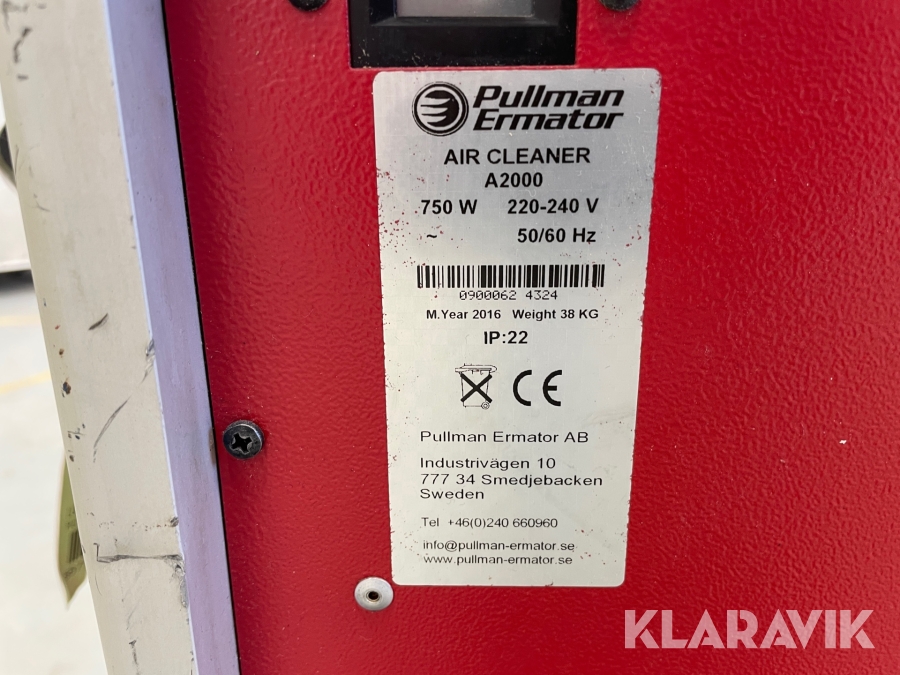 Pullman
Ermator
AIR CLEANER
A2000
750 W 220-240 V
~ 50/60 Hz
0900062 4324
M.Year 2016 Weight 38 KG
IP:22
CE
Pullman Ermator AB
Industrivägen 10
777 34 Smedjebacken
Sweden
Tel +46(0)240 660960
info@pullman-ermator.se
www.pullman-ermator.se
KLARAVIK